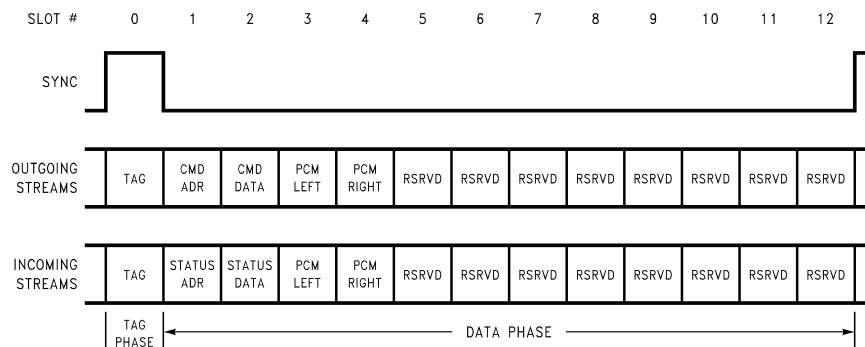 SLOT # 0 1 2 3 4 5 6 7 8 9 10 11 12
SYNC
OUTGOING STREAMS
TAG
CMD ADR
CMD DATA
PCM LEFT
PCM RIGHT
RSRVD
RSRVD
RSRVD
RSRVD
RSRVD
RSRVD
RSRVD
RSRVD
INCOMING STREAMS
TAG
STATUS ADR
STATUS DATA
PCM LEFT
PCM RIGHT
RSRVD
RSRVD
RSRVD
RSRVD
RSRVD
RSRVD
RSRVD
RSRVD
TAG PHASE
DATA PHASE